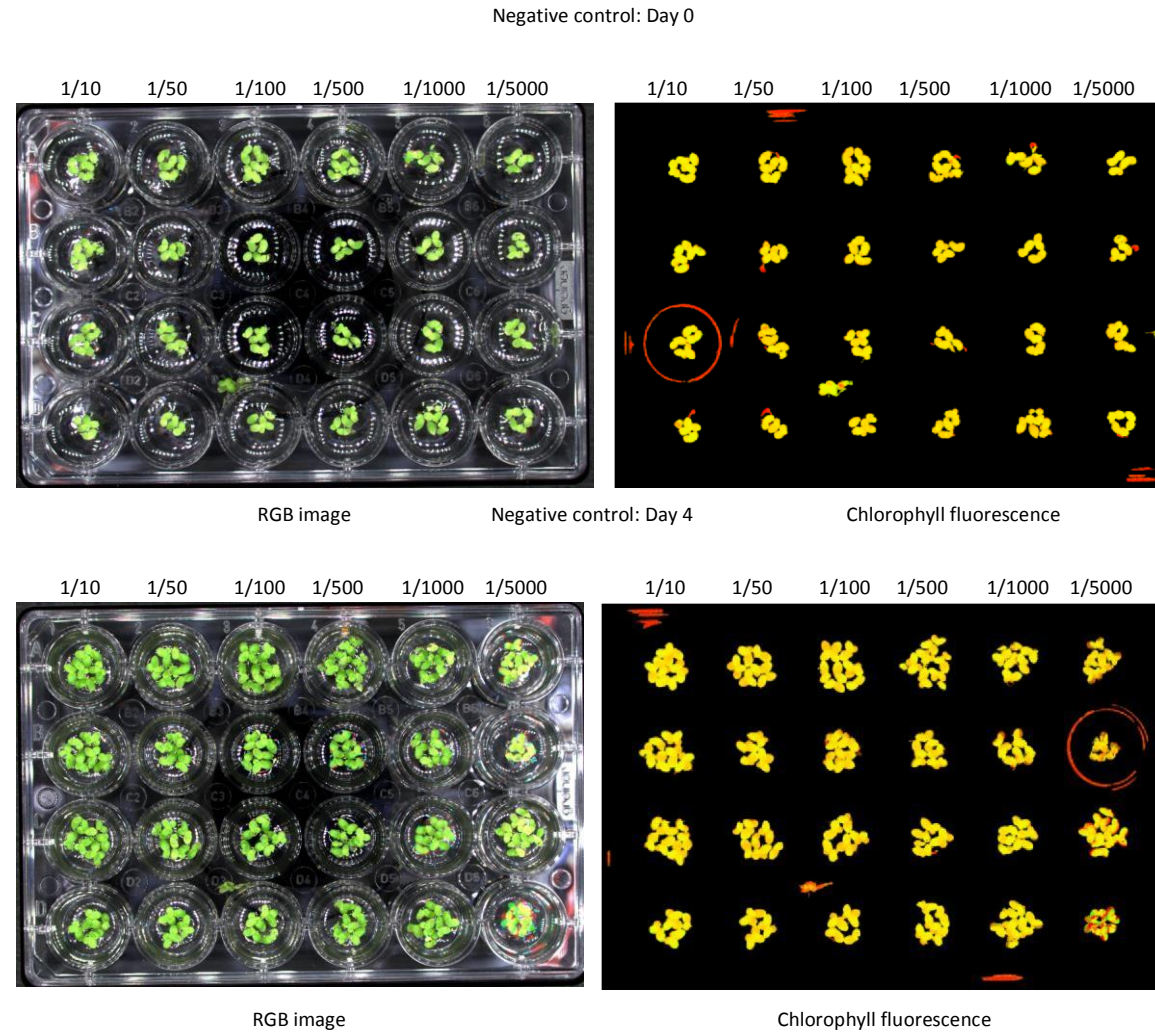 Negative control: Day 0
1/10 1/50 1/100 1/500 1/1000 1/5000 1/10 1/50 1/100 1/500 1/1000 1/5000
RGB image Negative control: Day 4 Chlorophyll fluorescence
1/10 1/50 1/100 1/500 1/1000 1/5000 1/10 1/50 1/100 1/500 1/1000 1/5000
RGB image Chlorophyll fluorescence